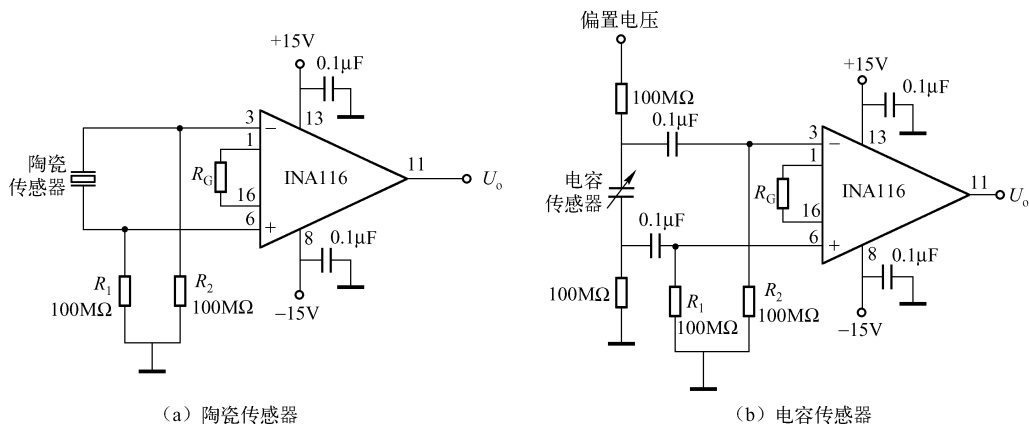 +15V
0.1μF
3
13
1
陶瓷
传感器
R_G
INA116
11
U_o
16
6
8
0.1μF
R_1
100MΩ
R_2
100MΩ
−15V
(a) 陶瓷传感器
偏置电压
100MΩ
0.1μF
+15V
0.1μF
3
13
1
电容
传感器
R_G
INA116
11
U_o
16
0.1μF
6
8
0.1μF
100MΩ
R_1
100MΩ
R_2
100MΩ
−15V
(b) 电容传感器